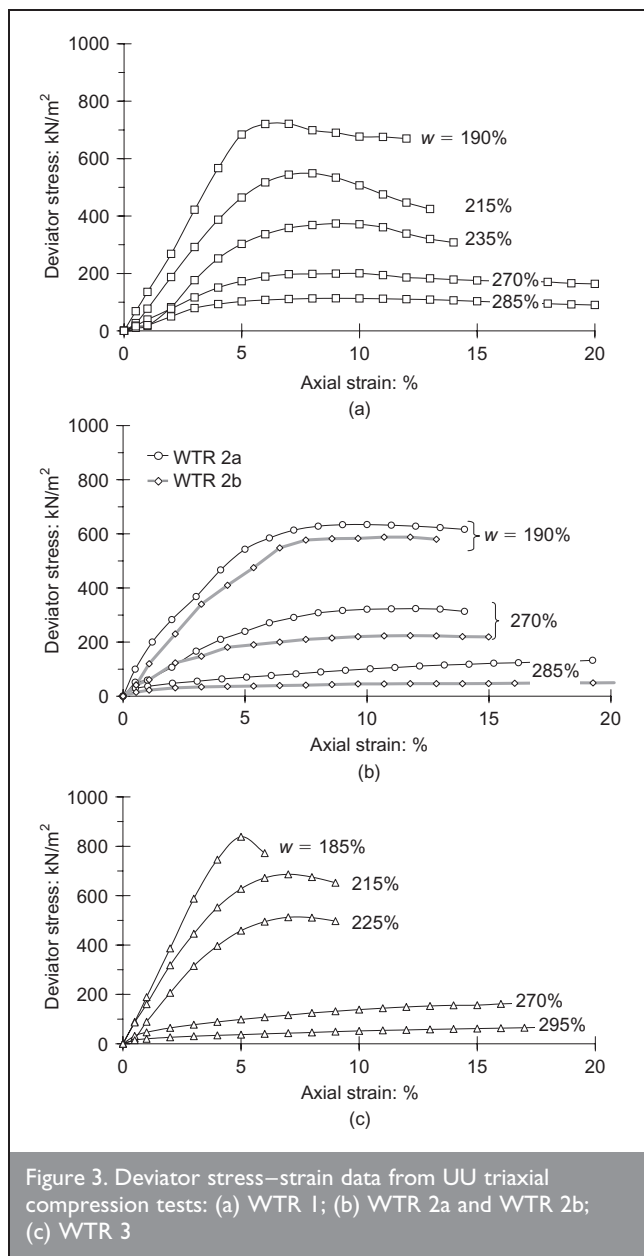 1000
800
600
400
200
0
Deviator stress: kN/m²
w = 190%
215%
235%
270%
285%
0 5 10 15 20
Axial strain: %
(a)
1000
800
600
400
200
0
Deviator stress: kN/m²
WTR 2a
WTR 2b
w = 190%
270%
285%
0 5 10 15 20
Axial strain: %
(b)
1000
800
600
400
200
0
Deviator stress: kN/m²
w = 185%
215%
225%
270%
295%
0 5 10 15 20
Axial strain: %
(c)
Figure 3. Deviator stress–strain data from UU triaxial
compression tests: (a) WTR 1; (b) WTR 2a and WTR 2b;
(c) WTR 3